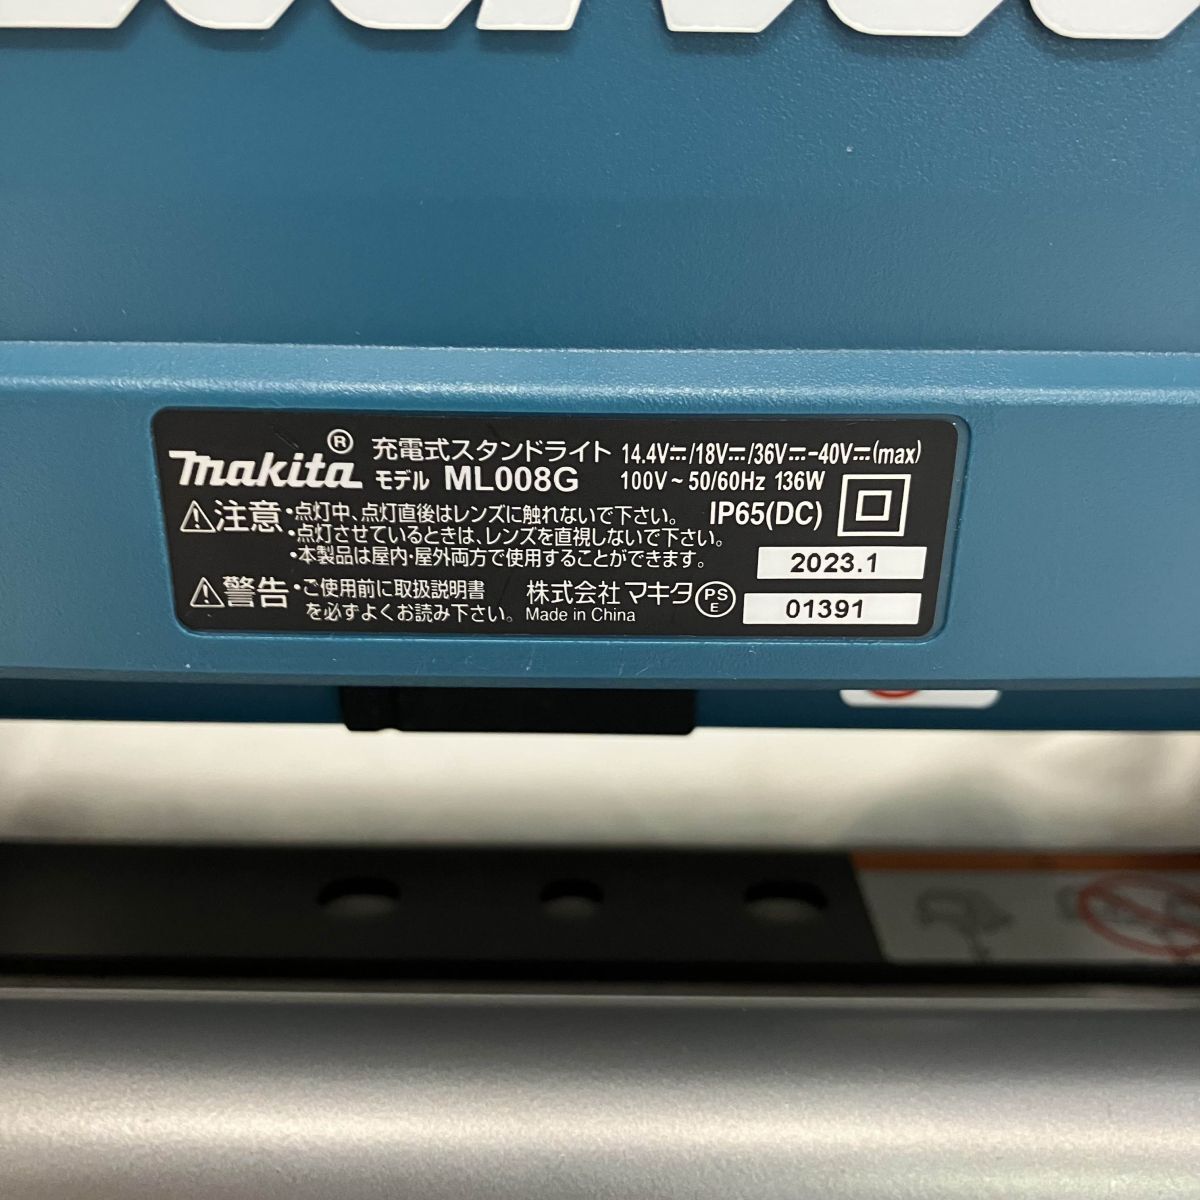 makita®
充電式スタンドライト 14.4V⎓/18V⎓/36V⎓-40V⎓(max)
モデル ML008G 100V～50/60Hz 136W
⚠注意 ・点灯中、点灯直後はレンズに触れないで下さい。 IP65(DC)
・点灯させているときは、レンズを直視しないで下さい。
・本製品は屋内・屋外両方で使用することができます。
2023.1
⚠警告 ・ご使用前に取扱説明書
を必ずよくお読み下さい。
株式会社マキタ
Made in China
PSE
01391